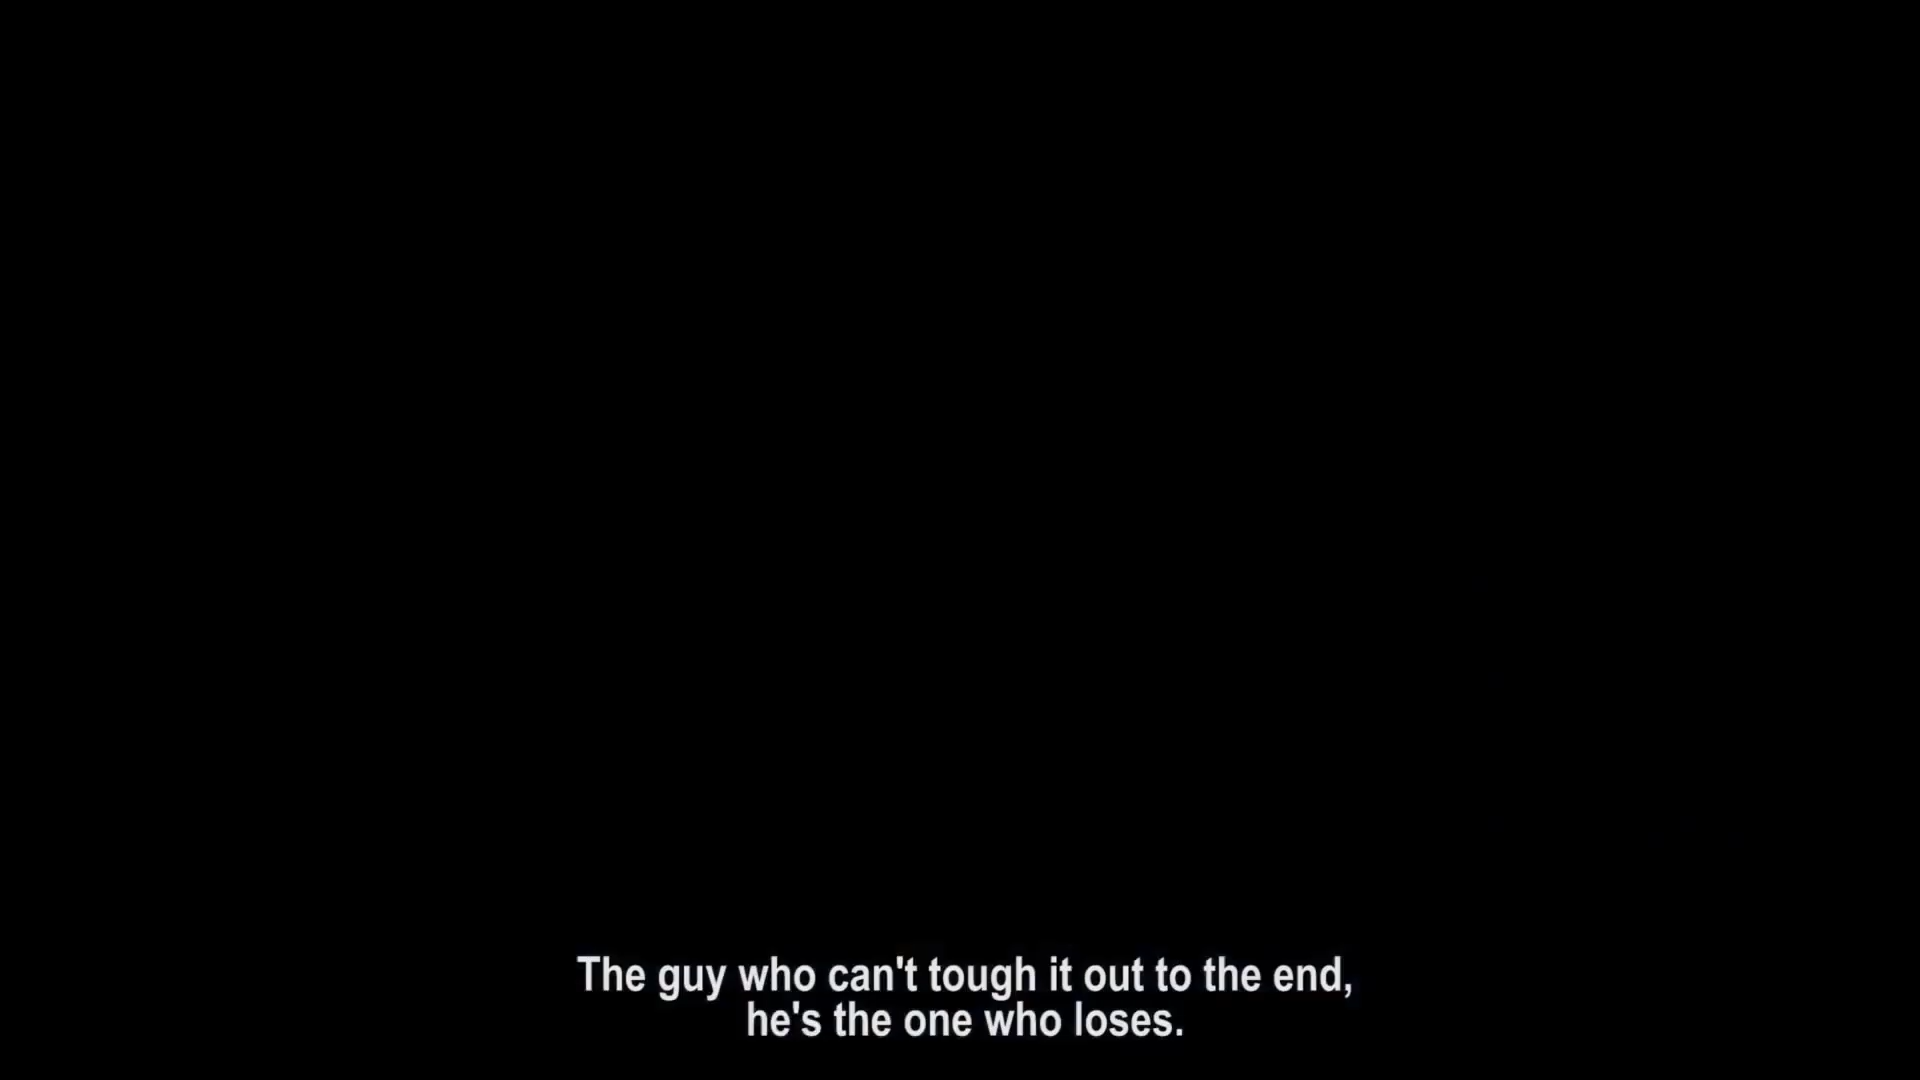 The guy who can't tough it out to the end,
he's the one who loses.